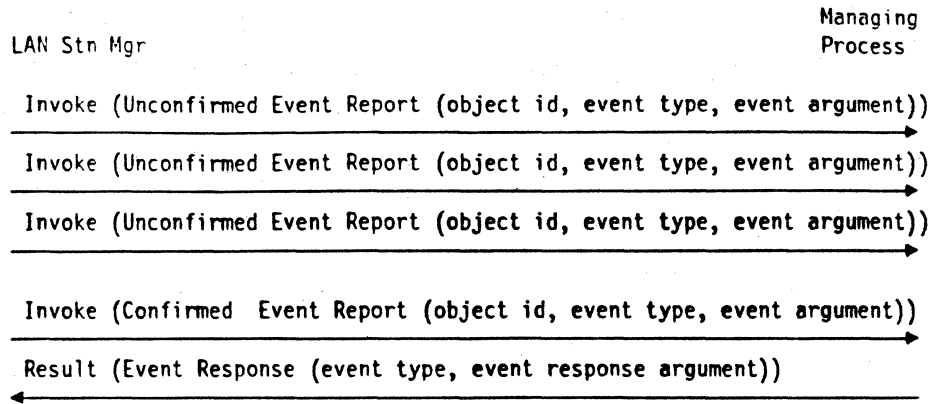 Managing
LAN Stn Mgr Process
Invoke (Unconfirmed Event Report (object id, event type, event argument))
Invoke (Unconfirmed Event Report (object id, event type, event argument))
Invoke (Unconfirmed Event Report (object id, event type, event argument))
Invoke (Confirmed Event Report (object id, event type, event argument))
Result (Event Response (event type, event response argument))